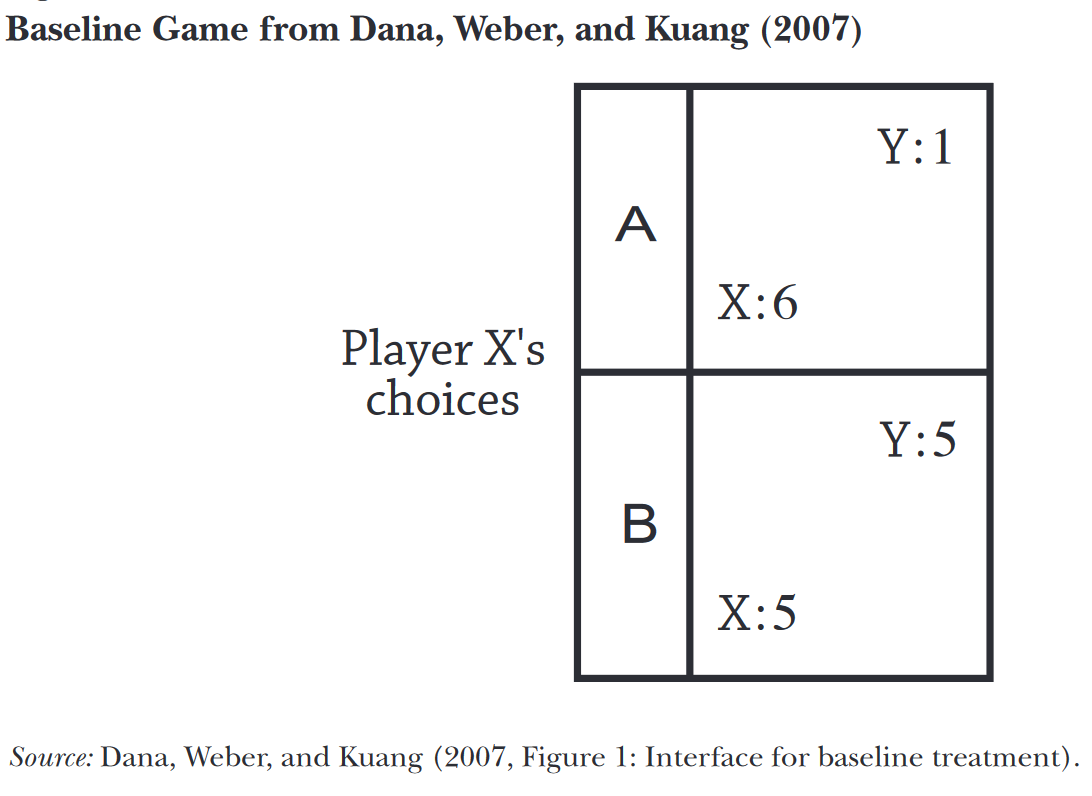 Baseline Game from Dana, Weber, and Kuang (2007)
Y:1
A
X:6
Player X's
choices
Y:5
B
X:5
Source: Dana, Weber, and Kuang (2007, Figure 1: Interface for baseline treatment).